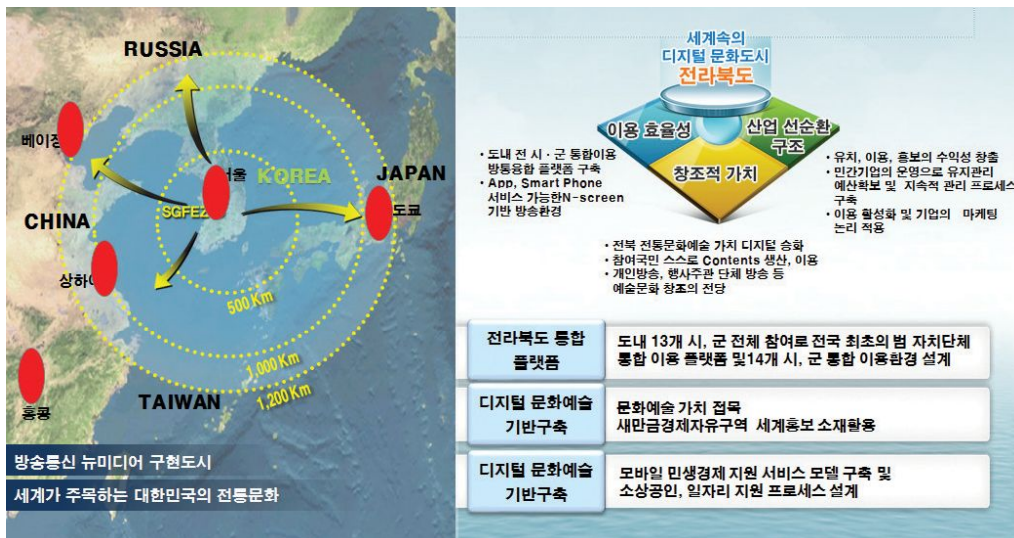 RUSSIA
베이징
KOREA
JAPAN
SGFEZ
도쿄
CHINA
500 Km
1,000 Km
1,200 Km
TAIWAN
홍콩
방송통신 뉴미디어 구현도시
세계가 주목하는 대한민국의 전통문화
세계속의
디지털 문화도시
전라북도
이용 효율성
산업 선순환
구조
창조적 가치
• 도내 전 시·군 통합이용
방통융합 플랫폼 구축
• App, Smart Phone
서비스 가능한N-screen
기반 방송환경
• 유치, 이용, 홍보의 수익성 창출
• 민간기업의 운영으로 유지관리
예산확보 및 지속적 관리 프로세스
구축
• 이용 활성화 및 기업의 마케팅
논리 적용
• 전북 전통문화예술 가치 디지털 승화
• 참여국민 스스로 Contents 생산, 이용
• 개인방송, 행사주관 단체 방송 등
예술문화 창조의 전당
전라북도 통합
플랫폼
도내 13개 시, 군 전체 참여로 전국 최초의 범 자치단체
통합 이용 플랫폼 및14개 시, 군 통합 이용환경 설계
디지털 문화예술
기반구축
문화예술 가치 접목
새만금경제자유구역 세계홍보 소재활용
디지털 문화예술
기반구축
모바일 민생경제 지원 서비스 모델 구축 및
소상공인, 일자리 지원 프로세스 설계